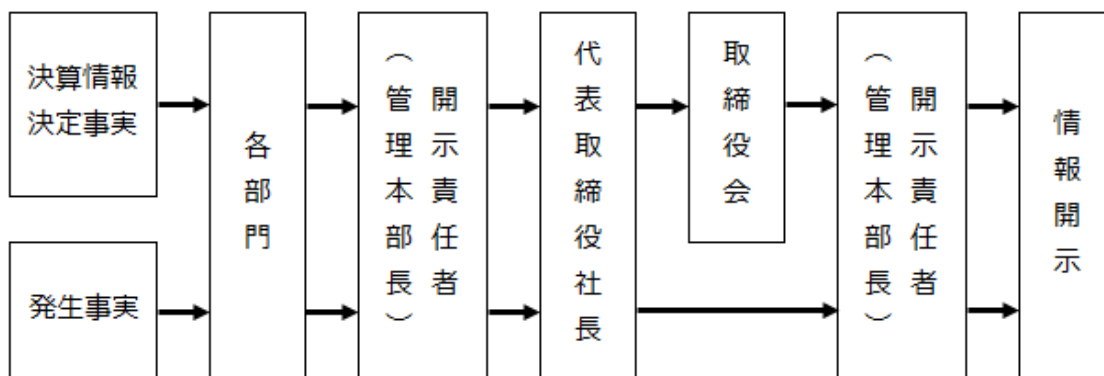 決算情報
決定事実
発生事実
各部門
開示責任者
（管理本部長）
代表取締役社長
取締役会
開示責任者
（管理本部長）
情報開示